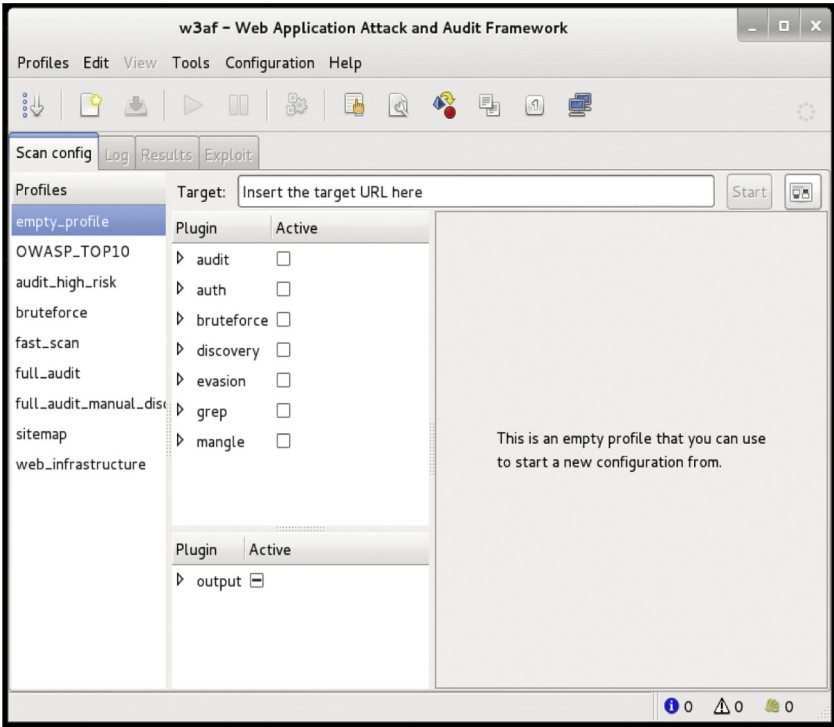 w3af - Web Application Attack and Audit Framework
Profiles Edit View Tools Configuration Help
Scan config Log Results Exploit
Profiles
empty_profile
OWASP_TOP10
audit_high_risk
bruteforce
fast_scan
full_audit
full_audit_manual_disc
sitemap
web_infrastructure
Target: Insert the target URL here Start
Plugin Active
audit
auth
bruteforce
discovery
evasion
grep
mangle
Plugin Active
output
This is an empty profile that you can use
to start a new configuration from.
0 0 0